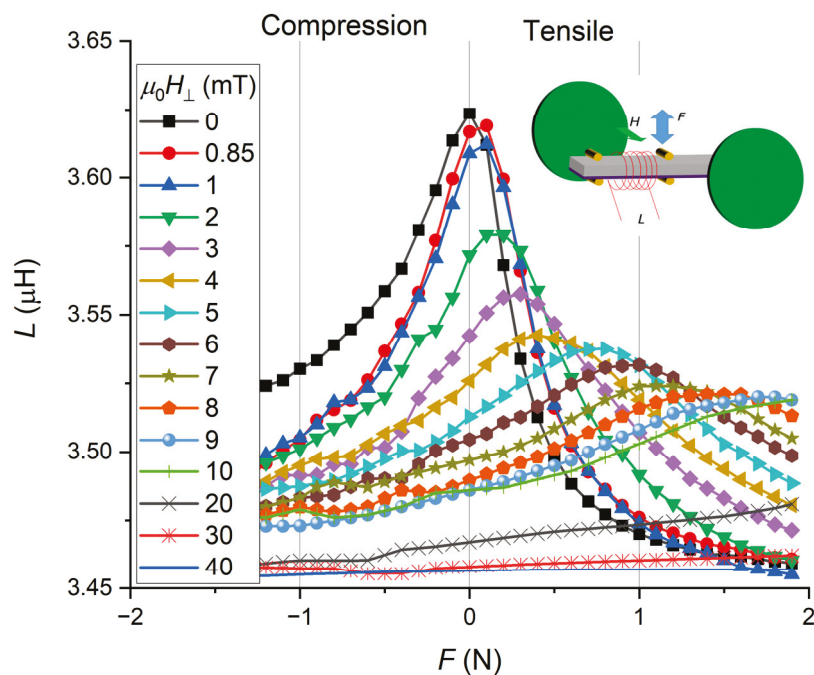 Compression Tensile
3.65
3.60
3.55
3.50
3.45
L (μH)
μ₀H⊥ (mT)
0
0.85
1
2
3
4
5
6
7
8
9
10
20
30
40
H
F
L
−2 −1 0 1 2
F (N)